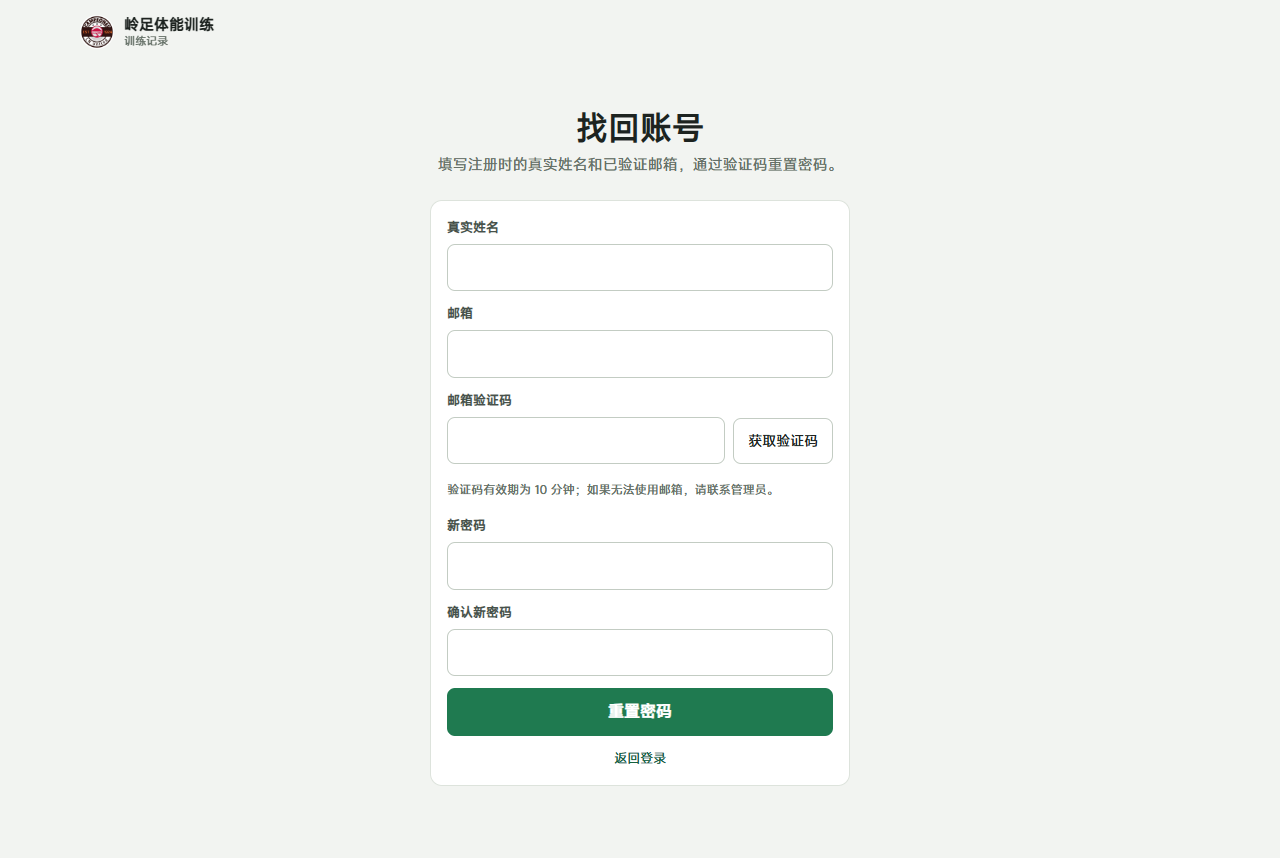 岭足体能训练
训练记录
找回账号
填写注册时的真实姓名和已验证邮箱，通过验证码重置密码。
真实姓名
邮箱
邮箱验证码
获取验证码
验证码有效期为 10 分钟；如果无法使用邮箱，请联系管理员。
新密码
确认新密码
重置密码
返回登录